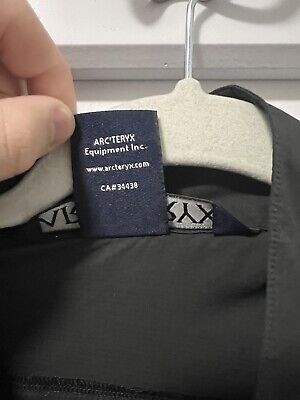 ARC'TERYX
Equipment Inc.
www.arcteryx.com
CA#34438